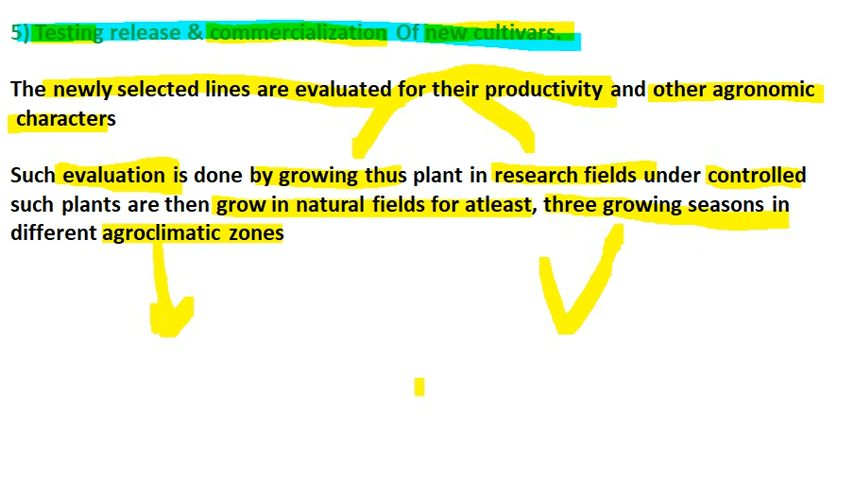 5) Testing release & commercialization Of new cultivars.
The newly selected lines are evaluated for their productivity and other agronomic
characters
Such evaluation is done by growing thus plant in research fields under controlled
such plants are then grow in natural fields for atleast, three growing seasons in
different agroclimatic zones